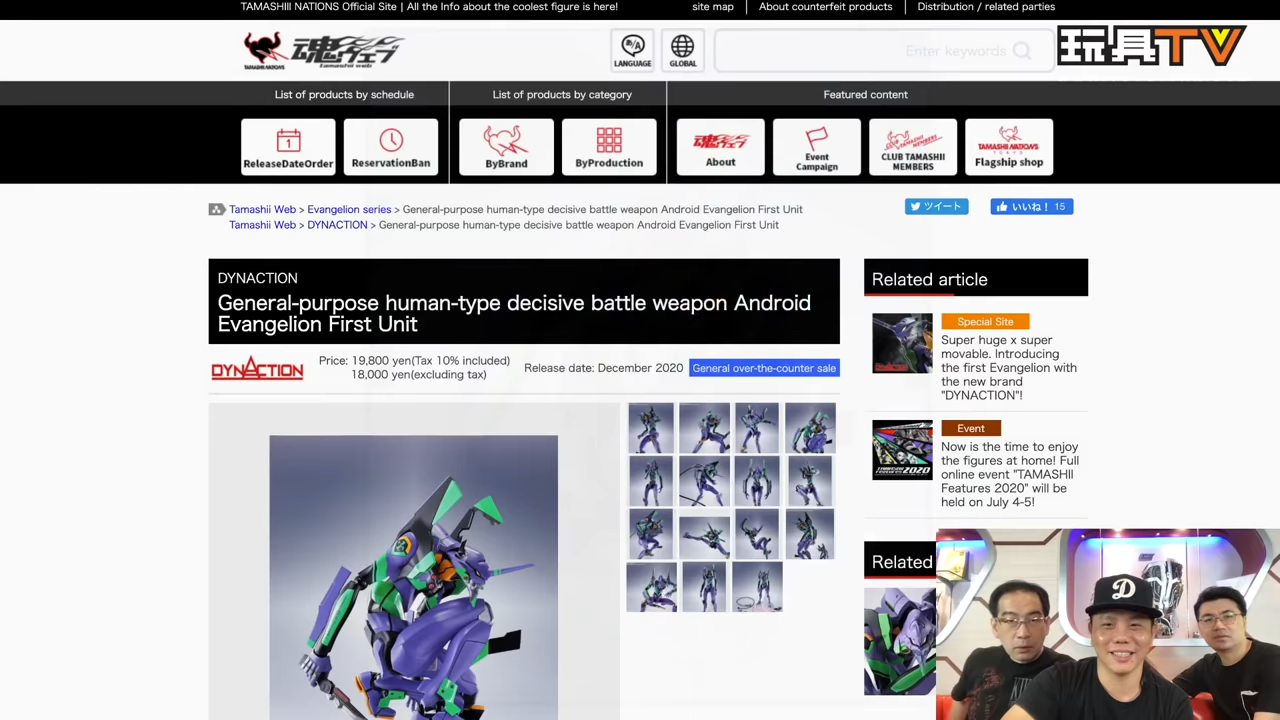 TAMASHII NATIONS Official Site | All the Info about the coolest figure is here!
site map
About counterfeit products
Distribution / related parties
魂ウェブ
tamashii web
TAMASHII NATIONS
LANGUAGE
GLOBAL
Enter keywords
玩具TV
List of products by schedule
List of products by category
Featured content
1
ReleaseDateOrder
ReservationBan
ByBrand
ByProduction
魂ウェブ
About
Event
Campaign
TAMASHII
MEMBERS
CLUB TAMASHII
MEMBERS
TAMASHII NATIONS
TOKYO
Flagship shop
Tamashii Web > Evangelion series > General-purpose human-type decisive battle weapon Android Evangelion First Unit
Tamashii Web > DYNACTION > General-purpose human-type decisive battle weapon Android Evangelion First Unit
ツイート
いいね！ 15
DYNACTION
General-purpose human-type decisive battle weapon Android
Evangelion First Unit
DYNACTION
Price: 19,800 yen(Tax 10% included)
18,000 yen(excluding tax)
Release date: December 2020
General over-the-counter sale
Related article
Special Site
Super huge x super
movable. Introducing
the first Evangelion with
the new brand
"DYNACTION"!
Event
Now is the time to enjoy
the figures at home! Full
online event "TAMASHII
Features 2020" will be
held on July 4-5!
Related
D